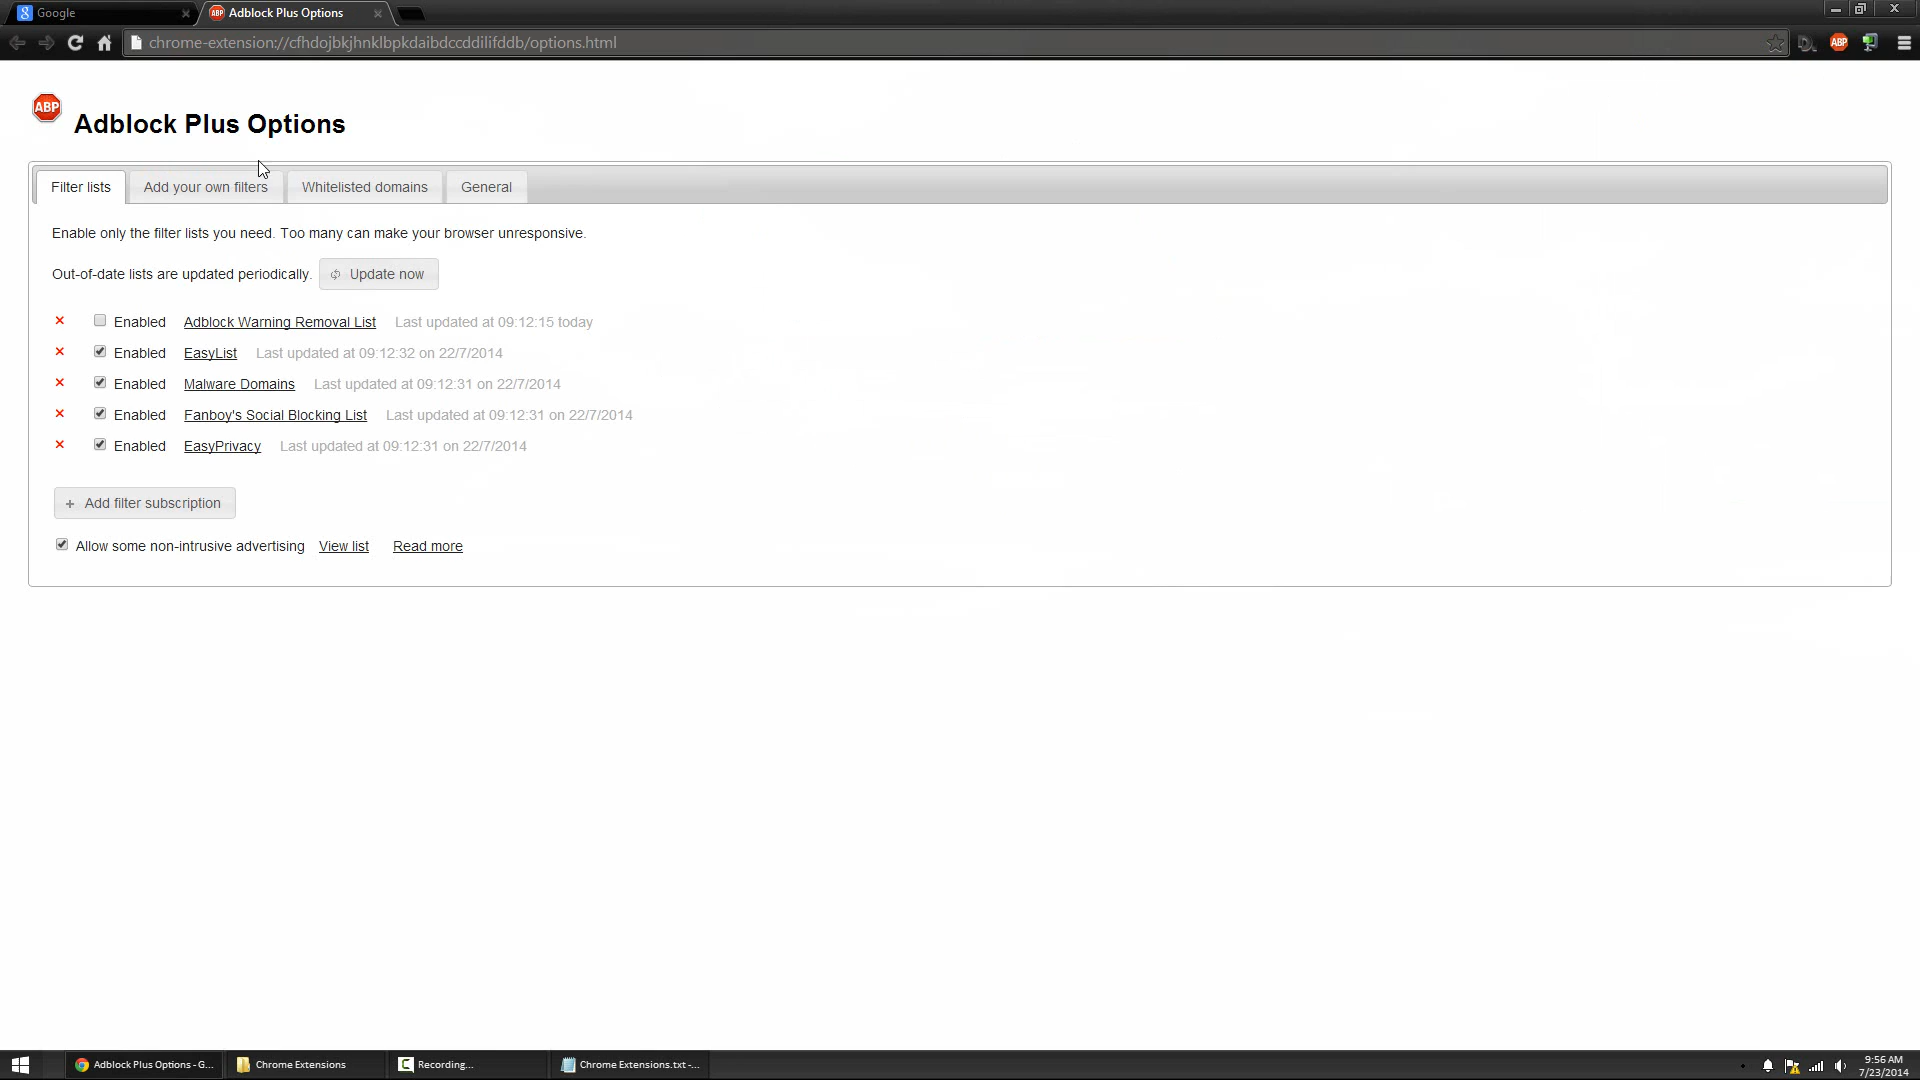 Google
ABP Adblock Plus Options
chrome-extension://cfhdojbkjhnklbpkdaibdccddilifddb/options.html
ABP
ABP Adblock Plus Options
Filter lists Add your own filters Whitelisted domains General
Enable only the filter lists you need. Too many can make your browser unresponsive.
Out-of-date lists are updated periodically. Update now
Enabled Adblock Warning Removal List Last updated at 09:12:15 today
Enabled EasyList Last updated at 09:12:32 on 22/7/2014
Enabled Malware Domains Last updated at 09:12:31 on 22/7/2014
Enabled Fanboy's Social Blocking List Last updated at 09:12:31 on 22/7/2014
Enabled EasyPrivacy Last updated at 09:12:31 on 22/7/2014
+ Add filter subscription
Allow some non-intrusive advertising View list Read more
Adblock Plus Options - G...
Chrome Extensions
Recording...
Chrome Extensions.txt -...
9:56 AM
7/23/2014